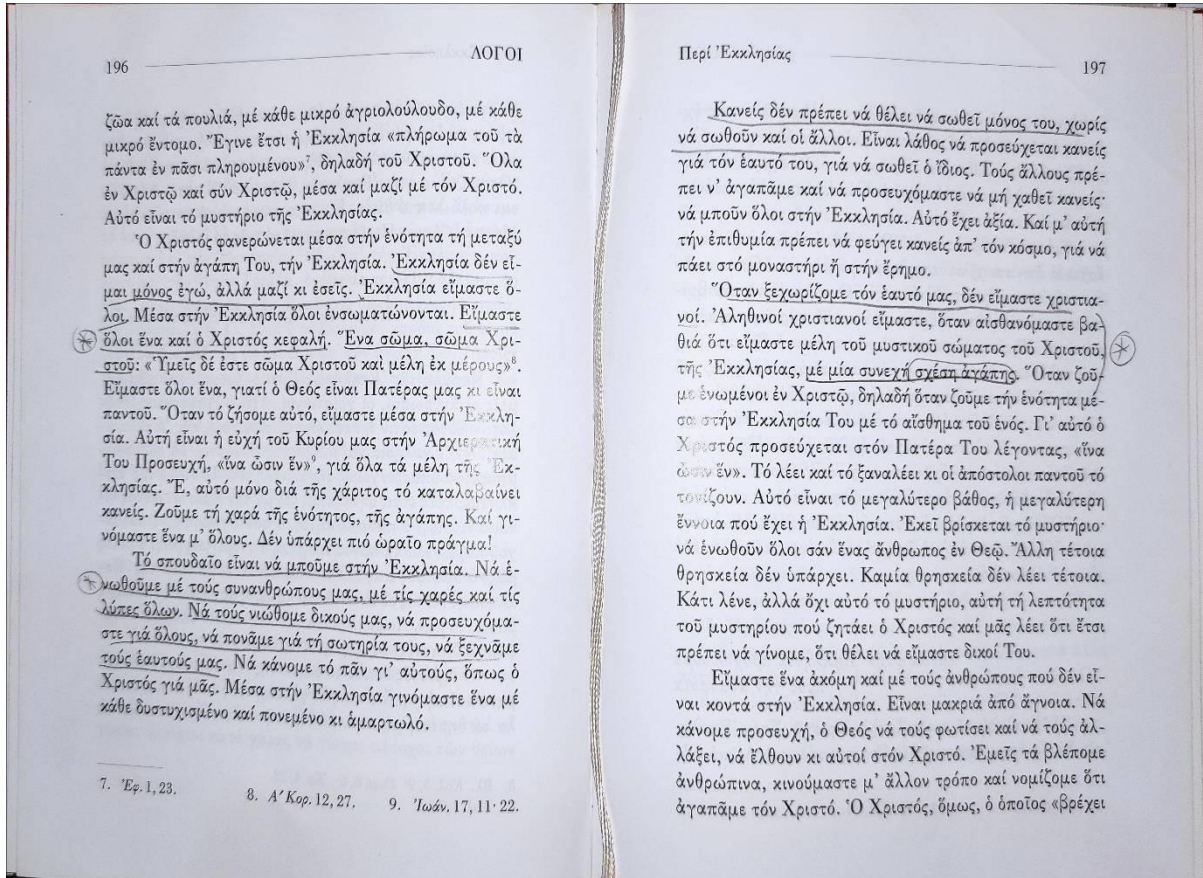 196 ΛΟΓΟΙ
ζῶα καί τά πουλιά, μέ κάθε μικρό ἀγριολούλουδο, μέ κάθε
μικρό ἔντομο. Ἔγινε ἔτσι ἡ Ἐκκλησία «πλήρωμα τοῦ τὰ
πάντα ἐν πᾶσι πληρουμένου»⁷, δηλαδή τοῦ Χριστοῦ. Ὅλα
ἐν Χριστῷ καί σύν Χριστῷ, μέσα καί μαζί μέ τόν Χριστό.
Αὐτό εἶναι τό μυστήριο τῆς Ἐκκλησίας.
Ὁ Χριστός φανερώνεται μέσα στήν ἑνότητα τή μεταξύ
μας καί στήν ἀγάπη Του, τήν Ἐκκλησία. Ἐκκλησία δέν εἶ-
μαι μόνος ἐγώ, ἀλλά μαζί κι ἐσεῖς. Ἐκκλησία εἴμαστε ὅ-
λοι. Μέσα στήν Ἐκκλησία ὅλοι ἐνσωματώνονται. Εἴμαστε
ὅλοι ἕνα καί ὁ Χριστός κεφαλή. Ἕνα σῶμα, σῶμα Χρι-
στοῦ: «Ὑμεῖς δέ ἐστε σῶμα Χριστοῦ καὶ μέλη ἐκ μέρους»⁸.
Εἴμαστε ὅλοι ἕνα, γιατί ὁ Θεός εἶναι Πατέρας μας κι εἶναι
παντοῦ. Ὅταν τό ζήσομε αὐτό, εἴμαστε μέσα στήν Ἐκκλη-
σία. Αὐτή εἶναι ἡ εὐχή τοῦ Κυρίου μας στήν Ἀρχιερατική
Του Προσευχή, «ἵνα ὦσιν ἕν»⁹, γιά ὅλα τά μέλη τῆς Ἐκ-
κλησίας. Ἔ, αὐτό μόνο διά τῆς χάριτος τό καταλαβαίνει
κανείς. Ζοῦμε τή χαρά τῆς ἑνότητος, τῆς ἀγάπης. Καί γι-
νόμαστε ἕνα μ' ὅλους. Δέν ὑπάρχει πιό ὡραῖο πράγμα!
Τό σπουδαῖο εἶναι νά μποῦμε στήν Ἐκκλησία. Νά ἑ-
νωθοῦμε μέ τούς συνανθρώπους μας, μέ τίς χαρές καί τίς
λύπες ὅλων. Νά τούς νιώθομε δικούς μας, νά προσευχόμα-
στε γιά ὅλους, νά πονᾶμε γιά τή σωτηρία τους, νά ξεχνᾶμε
τούς ἑαυτούς μας. Νά κάνομε τό πᾶν γι' αὐτούς, ὅπως ὁ
Χριστός γιά μᾶς. Μέσα στήν Ἐκκλησία γινόμαστε ἕνα μέ
κάθε δυστυχισμένο καί πονεμένο κι ἁμαρτωλό.
7. Ἐφ. 1, 23. 8. Α' Κορ. 12, 27. 9. Ἰωάν. 17, 11· 22.
Περί Ἐκκλησίας 197
Κανείς δέν πρέπει νά θέλει νά σωθεῖ μόνος του, χωρίς
νά σωθοῦν καί οἱ ἄλλοι. Εἶναι λάθος νά προσεύχεται κανείς
γιά τόν ἑαυτό του, γιά νά σωθεῖ ὁ ἴδιος. Τούς ἄλλους πρέ-
πει ν' ἀγαπᾶμε καί νά προσευχόμαστε νά μή χαθεῖ κανείς·
νά μποῦν ὅλοι στήν Ἐκκλησία. Αὐτό ἔχει ἀξία. Καί μ' αὐτή
τήν ἐπιθυμία πρέπει νά φεύγει κανείς ἀπ' τόν κόσμο, γιά νά
πάει στό μοναστήρι ἤ στήν ἔρημο.
Ὅταν ξεχωρίζομε τόν ἑαυτό μας, δέν εἴμαστε χριστια-
νοί. Ἀληθινοί χριστιανοί εἴμαστε, ὅταν αἰσθανόμαστε βα-
θιά ὅτι εἴμαστε μέλη τοῦ μυστικοῦ σώματος τοῦ Χριστοῦ,
τῆς Ἐκκλησίας, μέ μία συνεχή σχέση ἀγάπης. Ὅταν ζοῦ-
με ἑνωμένοι ἐν Χριστῷ, δηλαδή ὅταν ζοῦμε τήν ἑνότητα μέ-
σα στήν Ἐκκλησία Του μέ τό αἴσθημα τοῦ ἑνός. Γι' αὐτό ὁ
Χριστός προσεύχεται στόν Πατέρα Του λέγοντας, «ἵνα
ὦσιν ἕν». Τό λέει καί τό ξαναλέει κι οἱ ἀπόστολοι παντοῦ τό
τονίζουν. Αὐτό εἶναι τό μεγαλύτερο βάθος, ἡ μεγαλύτερη
ἔννοια πού ἔχει ἡ Ἐκκλησία. Ἐκεῖ βρίσκεται τό μυστήριο·
νά ἑνωθοῦν ὅλοι σάν ἕνας ἄνθρωπος ἐν Θεῷ. Ἄλλη τέτοια
θρησκεία δέν ὑπάρχει. Καμία θρησκεία δέν λέει τέτοια.
Κάτι λένε, ἀλλά ὄχι αὐτό τό μυστήριο, αὐτή τή λεπτότητα
τοῦ μυστηρίου πού ζητάει ὁ Χριστός καί μᾶς λέει ὅτι ἔτσι
πρέπει νά γίνομε, ὅτι θέλει νά εἴμαστε δικοί Του.
Εἴμαστε ἕνα ἀκόμη καί μέ τούς ἀνθρώπους πού δέν εἶ-
ναι κοντά στήν Ἐκκλησία. Εἶναι μακριά ἀπό ἄγνοια. Νά
κάνομε προσευχή, ὁ Θεός νά τούς φωτίσει καί νά τούς ἀλ-
λάξει, νά ἔλθουν κι αὐτοί στόν Χριστό. Ἐμεῖς τά βλέπομε
ἀνθρώπινα, κινούμαστε μ' ἄλλον τρόπο καί νομίζομε ὅτι
ἀγαπᾶμε τόν Χριστό. Ὁ Χριστός, ὅμως, ὁ ὁποῖος «βρέχει